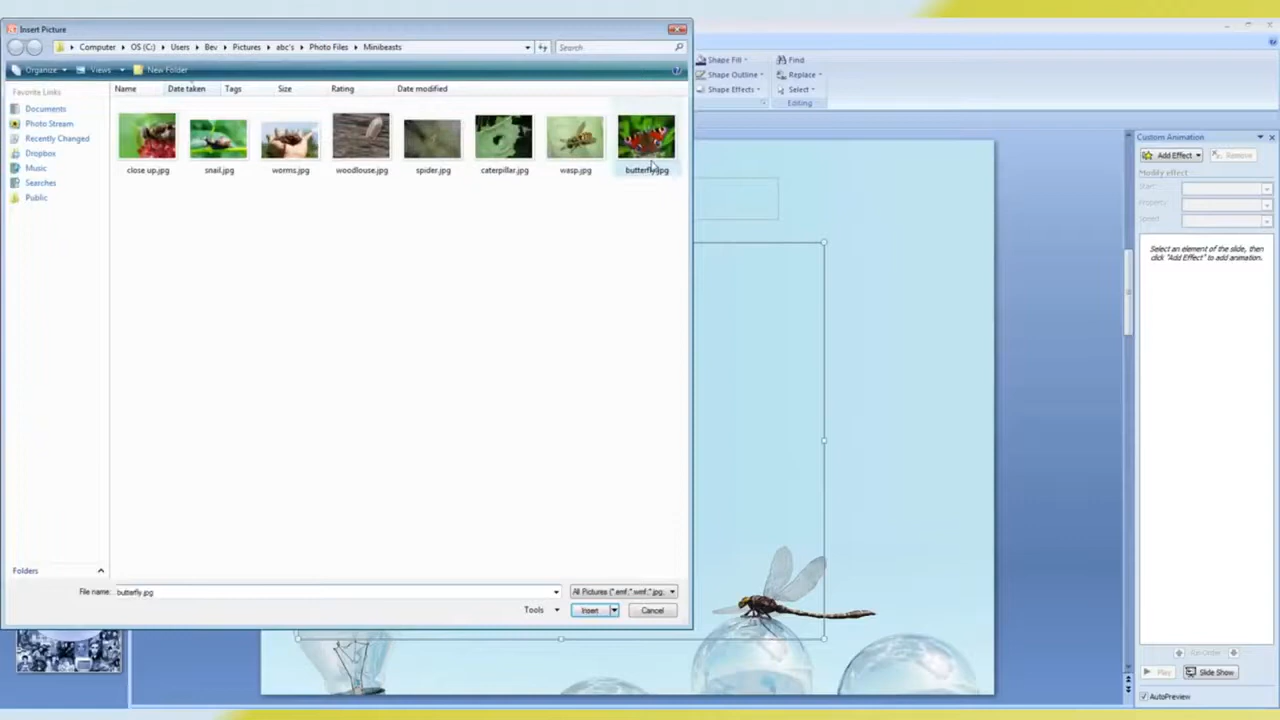 Insert Picture
Computer OS (C:) Users Bev Pictures abc's Photo Files Minibeasts Search
Organize Views New Folder
Favorite Links
Documents
Photo Stream
Recently Changed
Dropbox
Music
Searches
Public
Folders
Name Date taken Tags Size Rating Date modified
close up.jpg snail.jpg worms.jpg woodlouse.jpg spider.jpg caterpillar.jpg wasp.jpg butterfly.jpg
File name: butterfly.jpg All Pictures (*.emf;*.wmf;*.jpg;
Tools Insert Cancel
Shape Fill Find
Shape Outline Replace
Shape Effects Select
Editing
Custom Animation
Add Effect Remove
Modify effect
Start:
Property:
Speed:
Select an element of the slide, then
click "Add Effect" to add animation.
Re-Order
Play Slide Show
AutoPreview